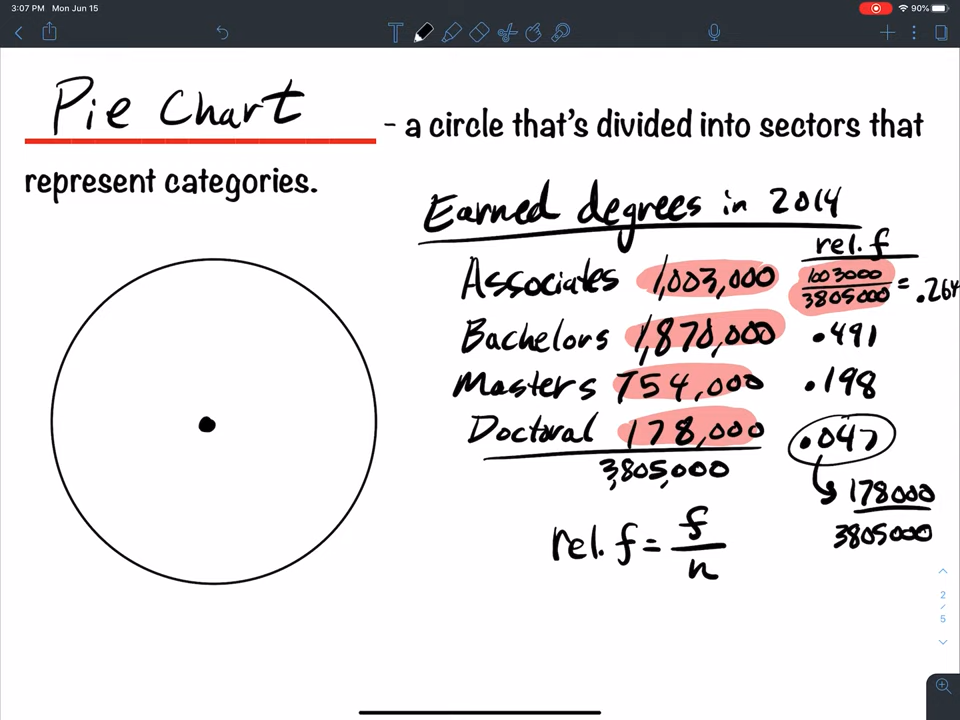 3:07 PM Mon Jun 15
90%
Pie Chart - a circle that's divided into sectors that
represent categories.
Earned degrees in 2014
rel. f
Associates 1,003,000 1003000/3805000 = .264
Bachelors 1,870,000 .491
Masters 754,000 .198
Doctoral 178,000 .047
3,805,000
178000
3805000
rel. f = f/n
2
/
5